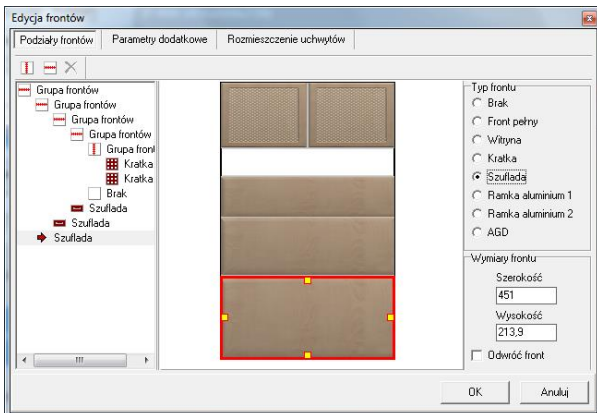 Edycja frontów
Podziały frontów
Parametry dodatkowe
Rozmieszczenie uchwytów
Grupa frontów
Grupa frontów
Grupa frontów
Grupa frontów
Grupa front
Kratka
Kratka
Brak
Szuflada
Szuflada
Szuflada
Typ frontu
Brak
Front pełny
Witryna
Kratka
Szuflada
Ramka aluminium 1
Ramka aluminium 2
AGD
Wymiary frontu
Szerokość
451
Wysokość
213,9
Odwróć front
OK
Anuluj